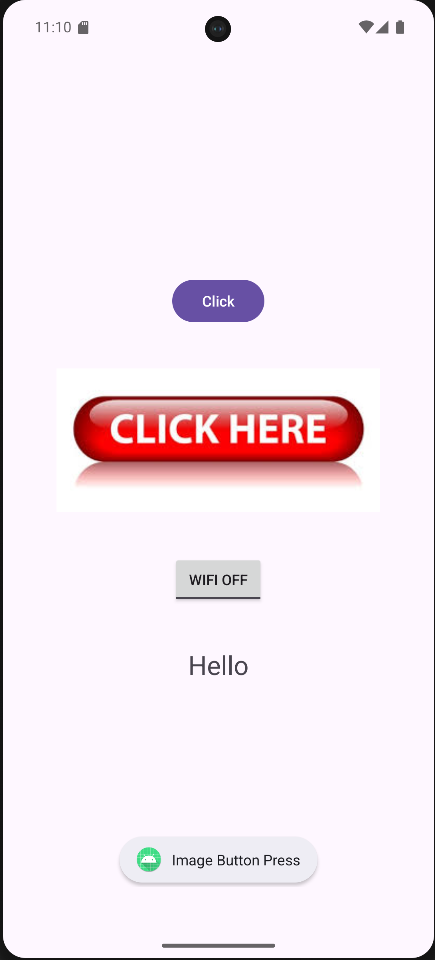 11:10
Click
CLICK HERE
WIFI OFF
Hello
Image Button Press